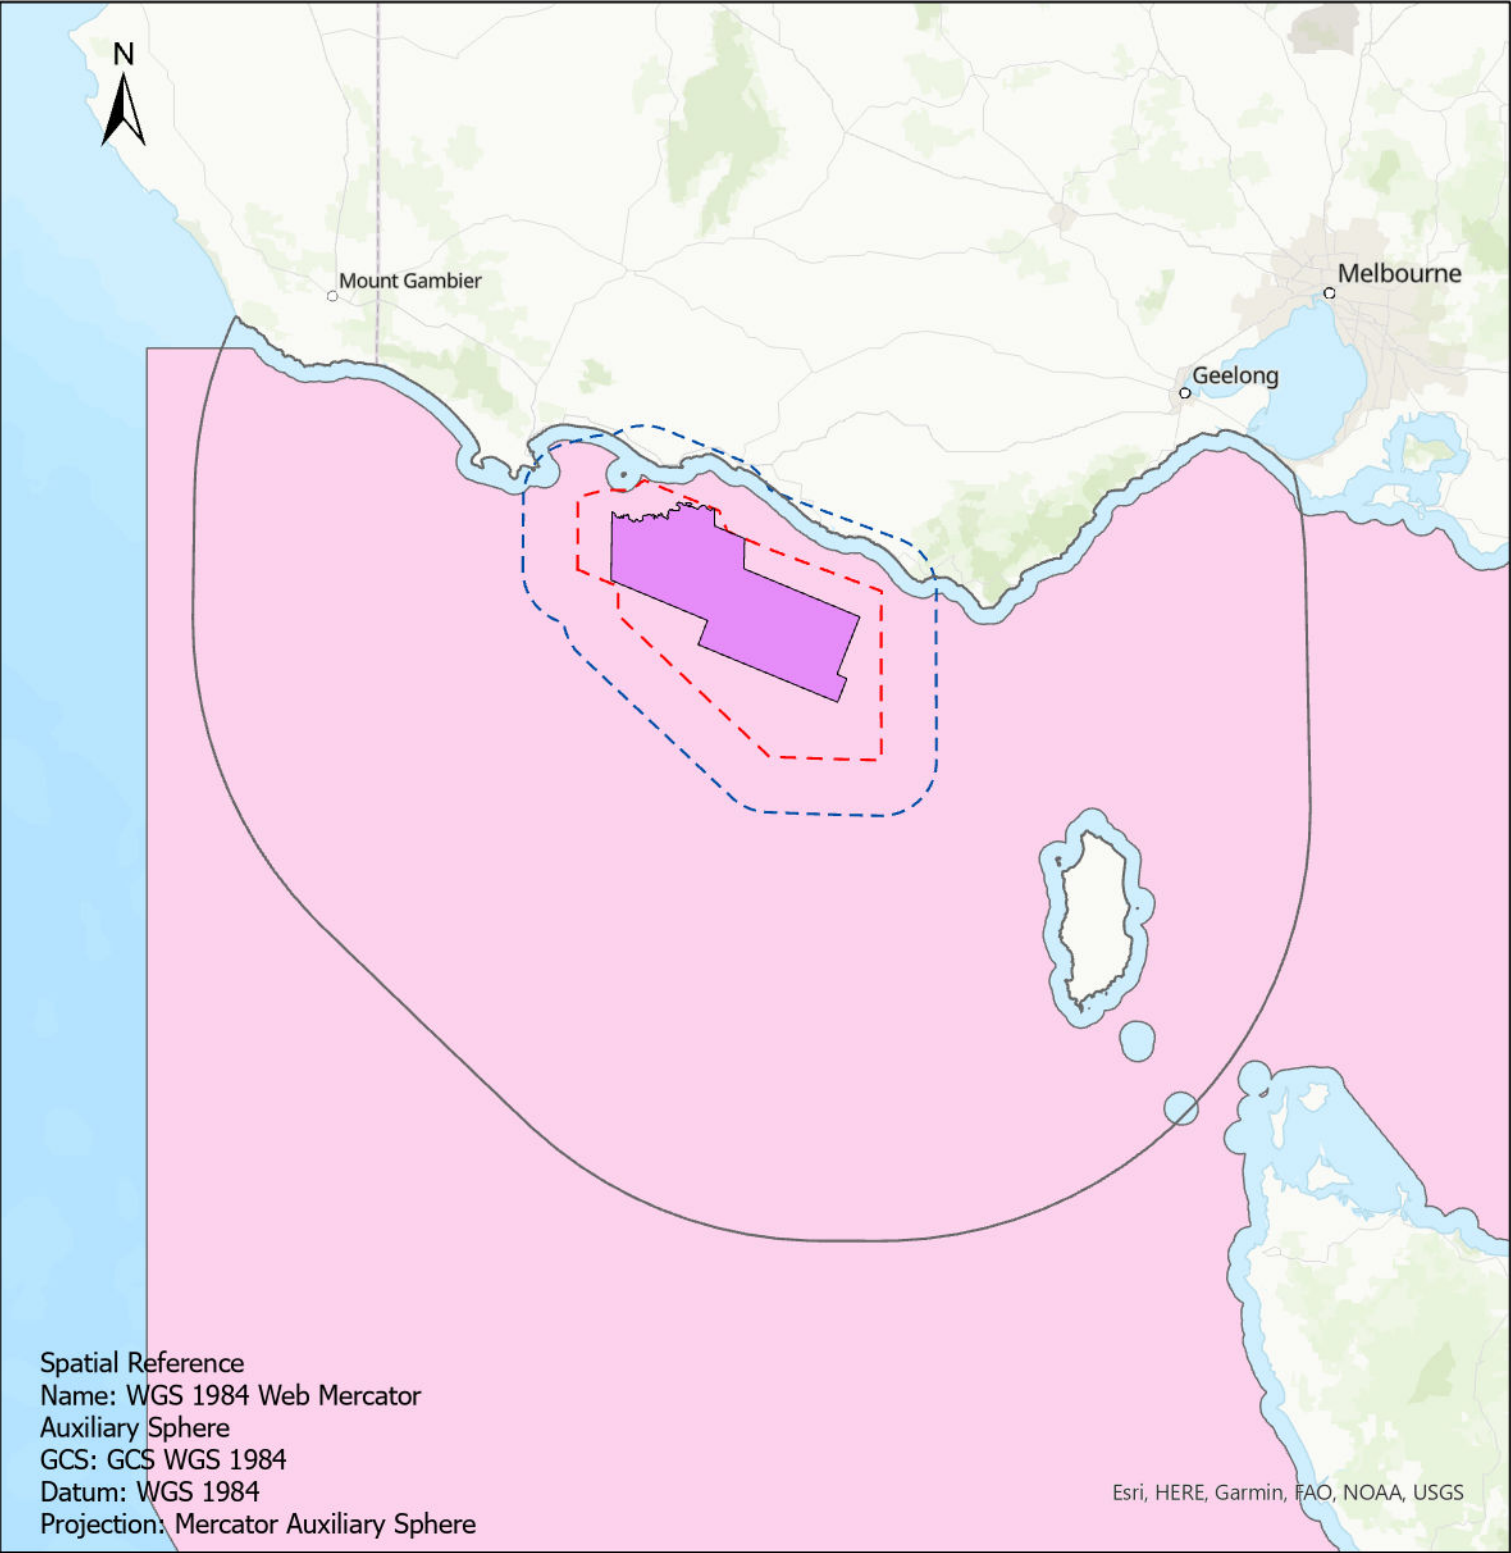 N
Mount Gambier
Melbourne
Geelong
Spatial Reference
Name: WGS 1984 Web Mercator
Auxiliary Sphere
GCS: GCS WGS 1984
Datum: WGS 1984
Projection: Mercator Auxiliary Sphere
Esri, HERE, Garmin, FAO, NOAA, USGS